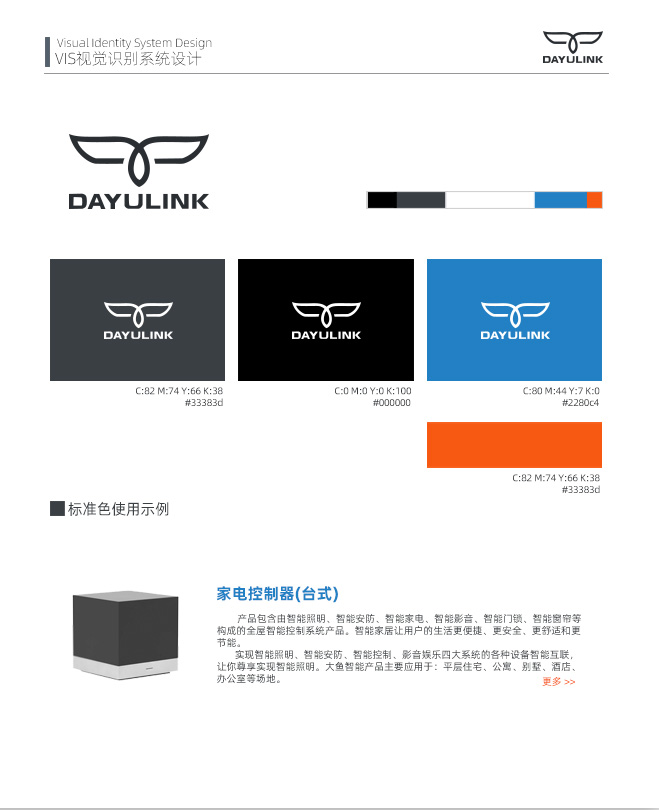 Visual Identity System Design
VIS视觉识别系统设计
DAYULINK
DAYULINK
DAYULINK
DAYULINK
DAYULINK
C:82 M:74 Y:66 K:38
#33383d
C:0 M:0 Y:0 K:100
#000000
C:80 M:44 Y:7 K:0
#2280c4
C:82 M:74 Y:66 K:38
#33383d
标准色使用示例
家电控制器(台式)
产品包含由智能照明、智能安防、智能家电、智能影音、智能门锁、智能窗帘等
构成的全屋智能控制系统产品。智能家居让用户的生活更便捷、更安全、更舒适和更
节能。
实现智能照明、智能安防、智能控制、影音娱乐四大系统的各种设备智能互联,
让你尊享实现智能照明。大鱼智能产品主要应用于：平层住宅、公寓、别墅、酒店、
办公室等场地。
更多 >>